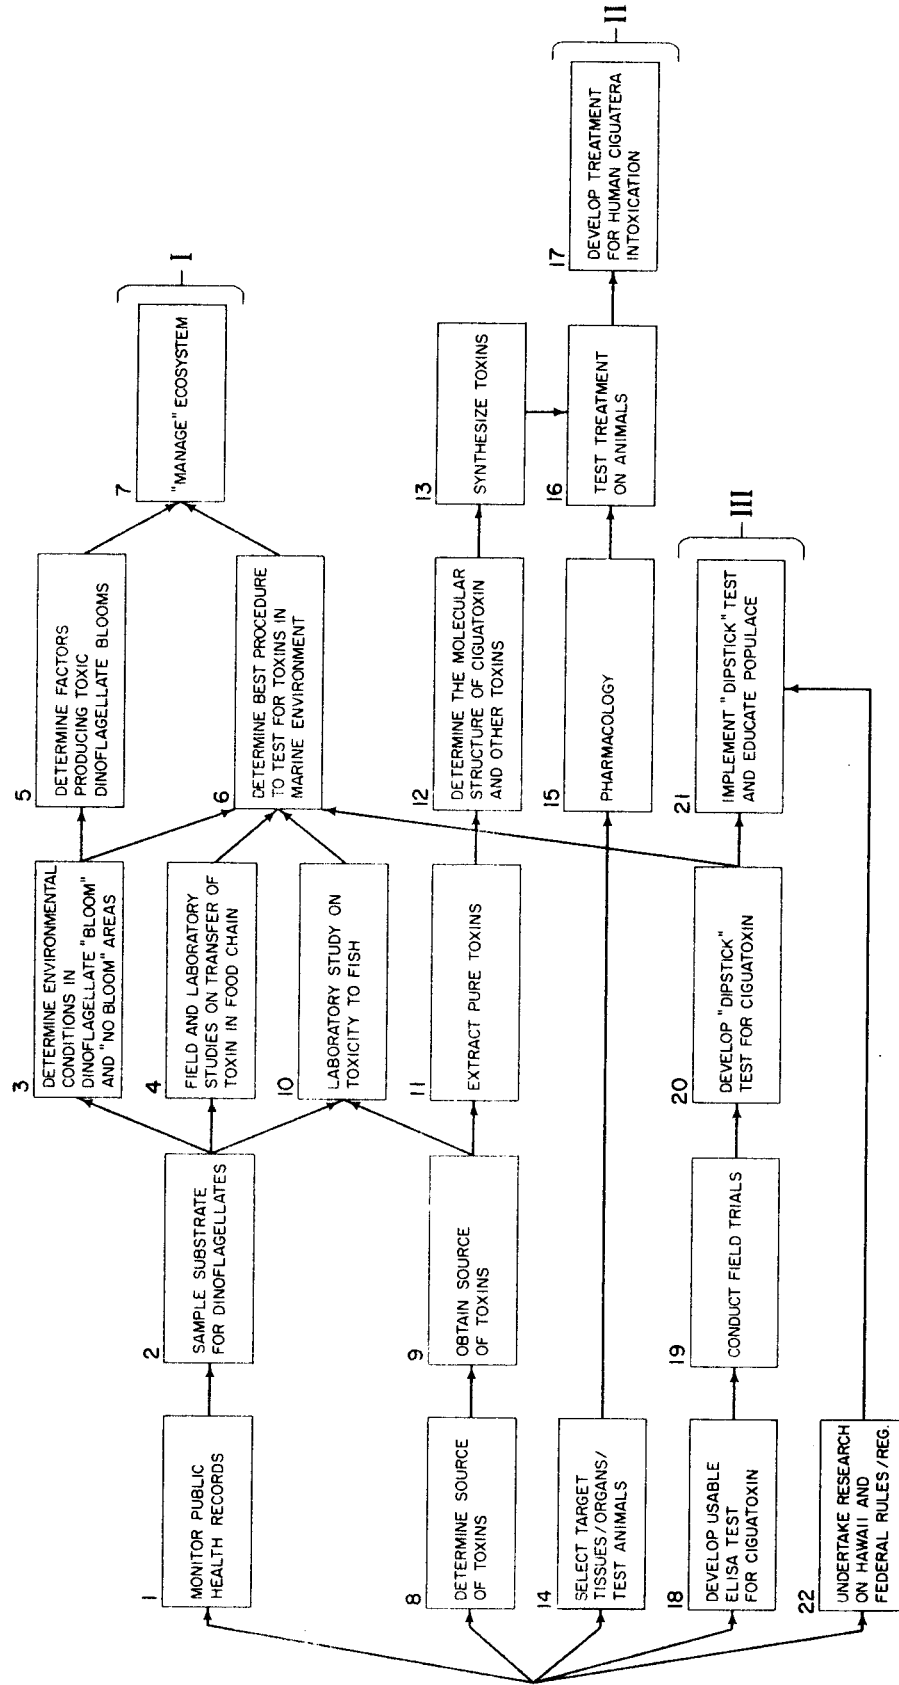 1
MONITOR PUBLIC
HEALTH RECORDS
2
SAMPLE SUBSTRATE
FOR DINOFLAGELLATES
3
DETERMINE ENVIRONMENTAL
CONDITIONS IN
DINOFLAGELLATE "BLOOM"
AND "NO BLOOM" AREAS
4
FIELD AND LABORATORY
STUDIES ON TRANSFER OF
TOXIN IN FOOD CHAIN
5
DETERMINE FACTORS
PRODUCING TOXIC
DINOFLAGELLATE BLOOMS
6
DETERMINE BEST PROCEDURE
TO TEST FOR TOXINS IN
MARINE ENVIRONMENT
7
"MANAGE" ECOSYSTEM
I
8
DETERMINE SOURCE
OF TOXINS
9
OBTAIN SOURCE
OF TOXINS
10
LABORATORY STUDY ON
TOXICITY TO FISH
11
EXTRACT PURE TOXINS
12
DETERMINE THE MOLECULAR
STRUCTURE OF CIGUATOXIN
AND OTHER TOXINS
13
SYNTHESIZE TOXINS
14
SELECT TARGET
TISSUES/ORGANS/
TEST ANIMALS
15
PHARMACOLOGY
16
TEST TREATMENT
ON ANIMALS
17
DEVELOP TREATMENT
FOR HUMAN CIGUATERA
INTOXICATION
II
18
DEVELOP USABLE
ELISA TEST
FOR CIGUATOXIN
19
CONDUCT FIELD TRIALS
20
DEVELOP "DIPSTICK"
TEST FOR CIGUATOXIN
21
IMPLEMENT "DIPSTICK" TEST
AND EDUCATE POPULACE
III
22
UNDERTAKE RESEARCH
ON HAWAII AND
FEDERAL RULES/REG.